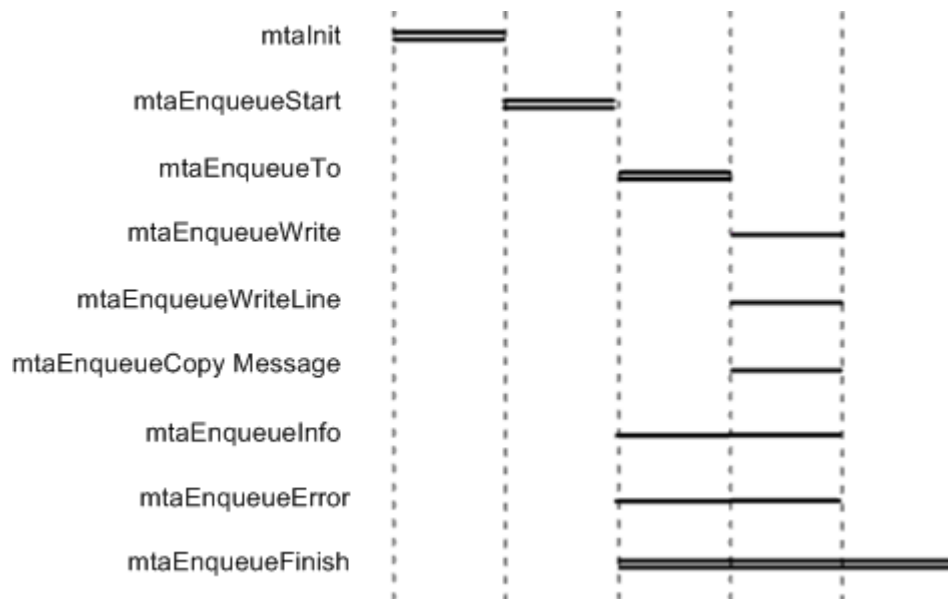 mtaInit
mtaEnqueueStart
mtaEnqueueTo
mtaEnqueueWrite
mtaEnqueueWriteLine
mtaEnqueueCopy Message
mtaEnqueueInfo
mtaEnqueueError
mtaEnqueueFinish